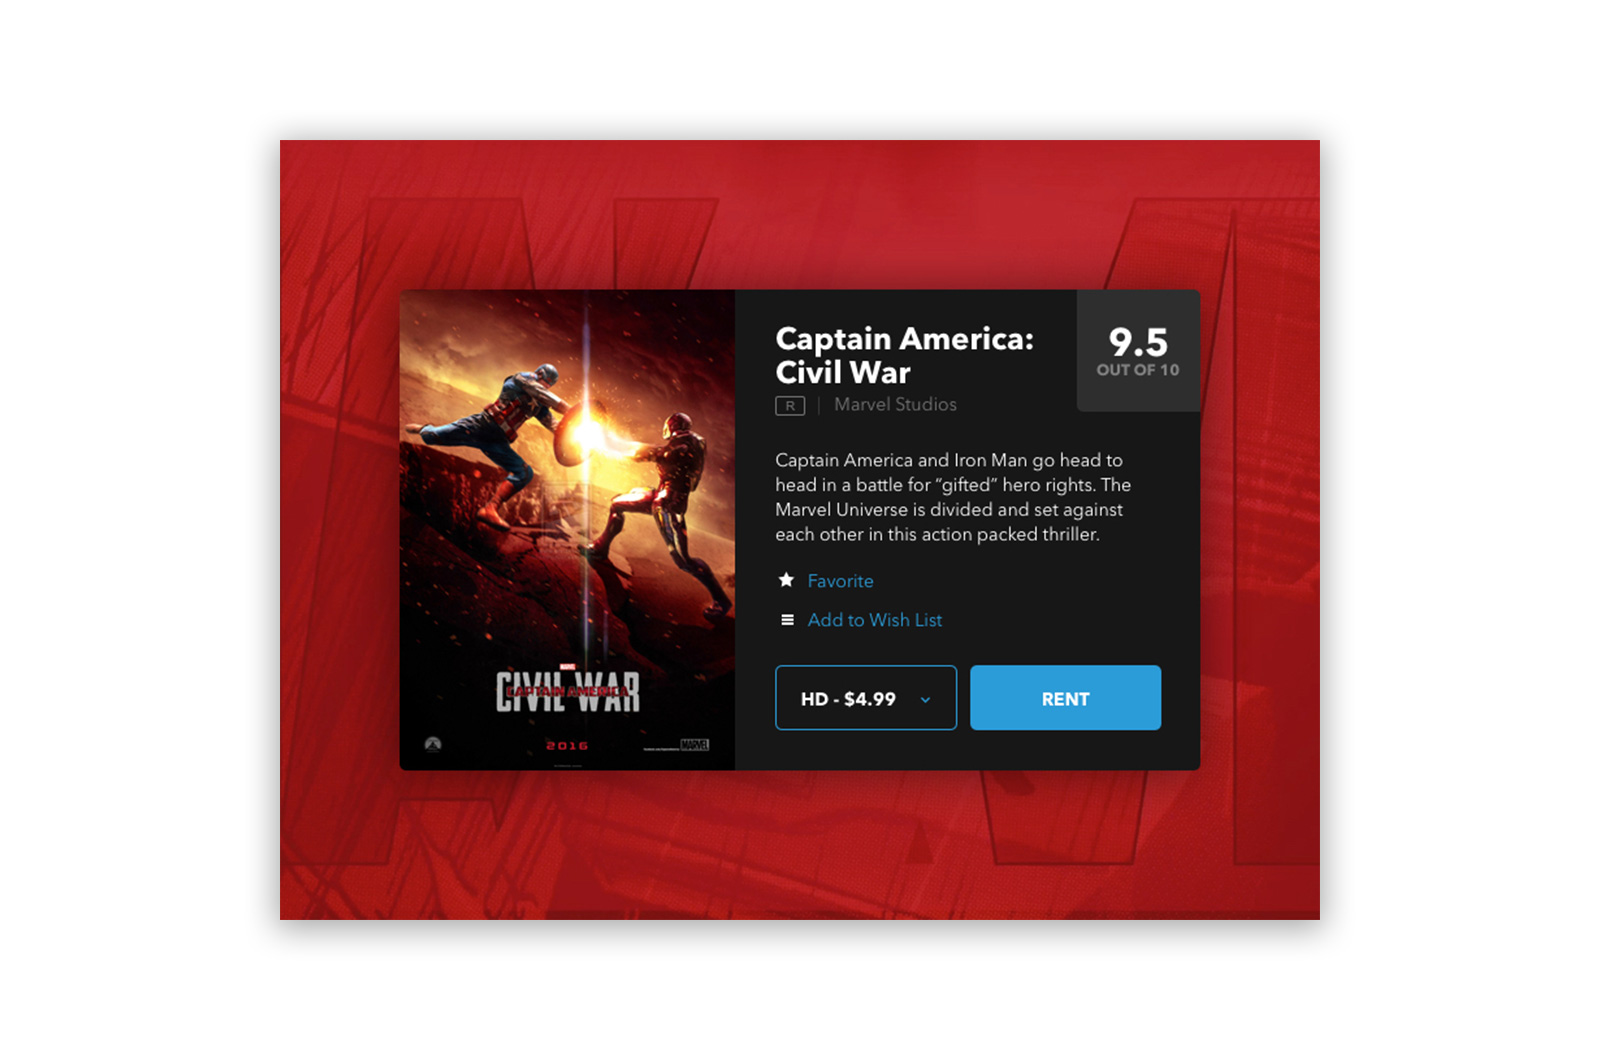 Captain America:
Civil War
9.5
OUT OF 10
R
Marvel Studios
Captain America and Iron Man go head to
head in a battle for “gifted” hero rights. The
Marvel Universe is divided and set against
each other in this action packed thriller.
Favorite
Add to Wish List
HD - $4.99
RENT
MARVEL
CIVIL WAR
CAPTAIN AMERICA
2016
MARVEL